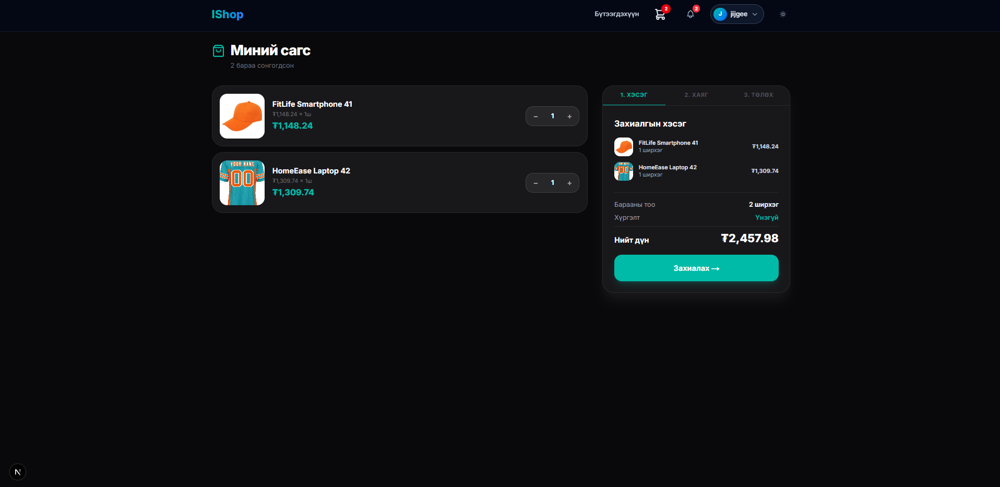 IShop
Бүтээгдэхүүн
2
2
J
jijgee
Миний сагс
2 бараа сонгогдсон
FitLife Smartphone 41
₮1,148.24 × 1ш
₮1,148.24
− 1 +
YOUR NAME
00
HomeEase Laptop 42
₮1,309.74 × 1ш
₮1,309.74
− 1 +
1. ХЭСЭГ
2. ХАЯГ
3. ТӨЛӨХ
Захиалгын хэсэг
FitLife Smartphone 41
1 ширхэг
₮1,148.24
00
HomeEase Laptop 42
1 ширхэг
₮1,309.74
Барааны тоо
2 ширхэг
Хүргэлт
Үнэгүй
Нийт дүн
₮2,457.98
Захиалах →
N